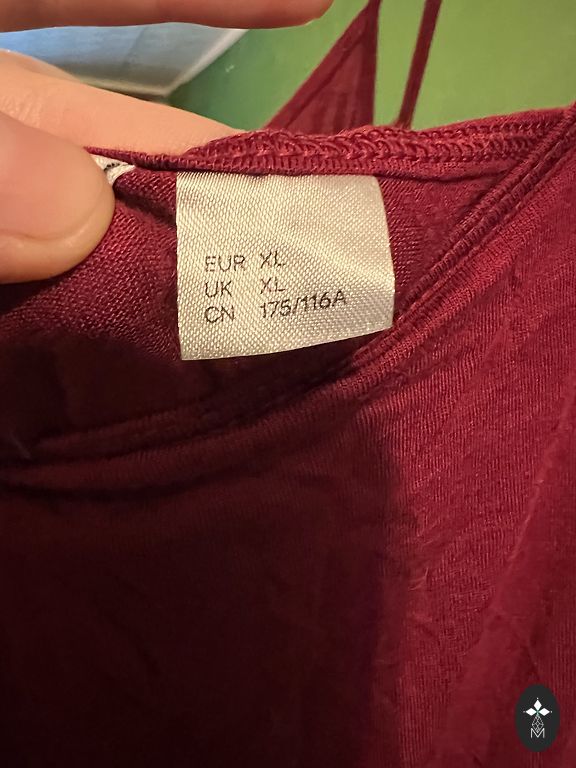 EUR XL
UK XL
CN 175/116A